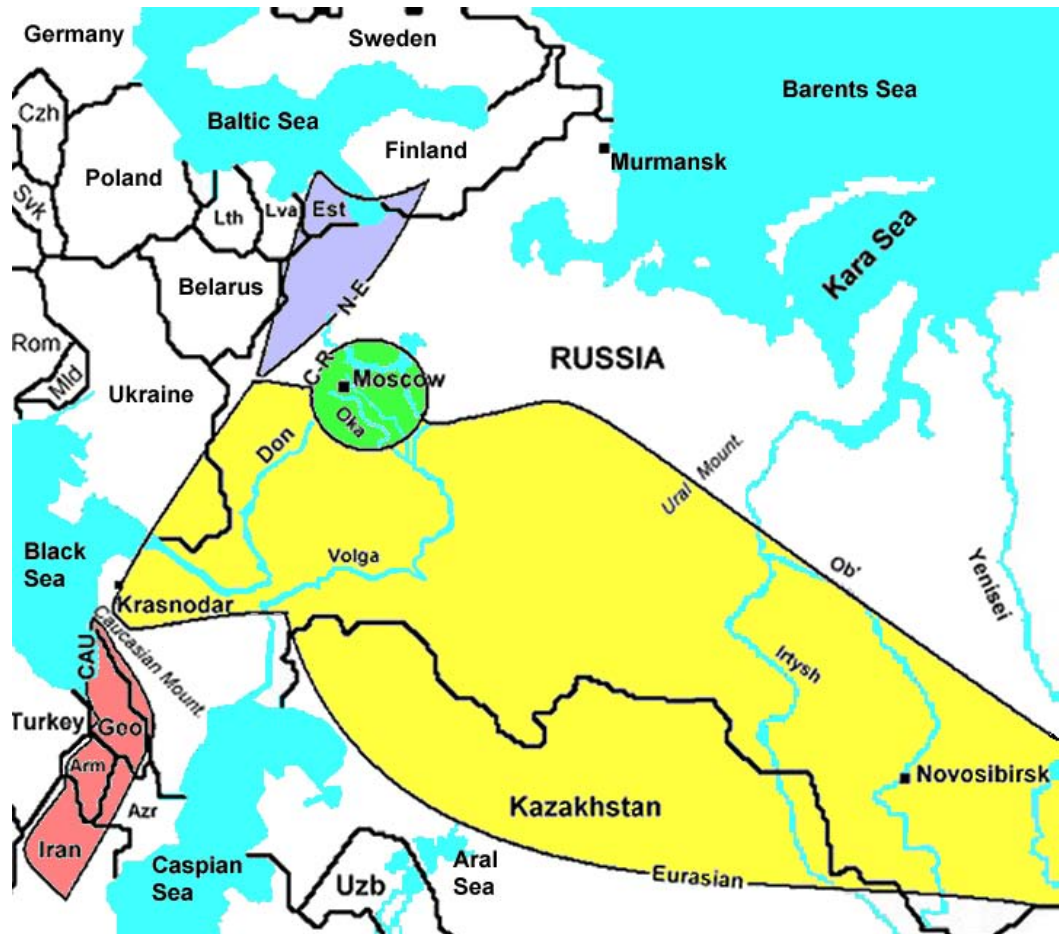 Germany
Sweden
Barents Sea
Czh
Baltic Sea
Finland
Murmansk
Poland
Svk
Lth
Lva
Est
Kara Sea
Belarus
N-E
Rom
Mld
RUSSIA
C-R
Moscow
Ukraine
Oka
Don
Ural Mount.
Black
Sea
Volga
Ob'
Yenisei
Krasnodar
Caucasian Mount.
CAU
Irtysh
Turkey
Geo
Arm
Novosibirsk
Azr
Kazakhstan
Iran
Caspian
Sea
Aral
Sea
Uzb
Eurasian